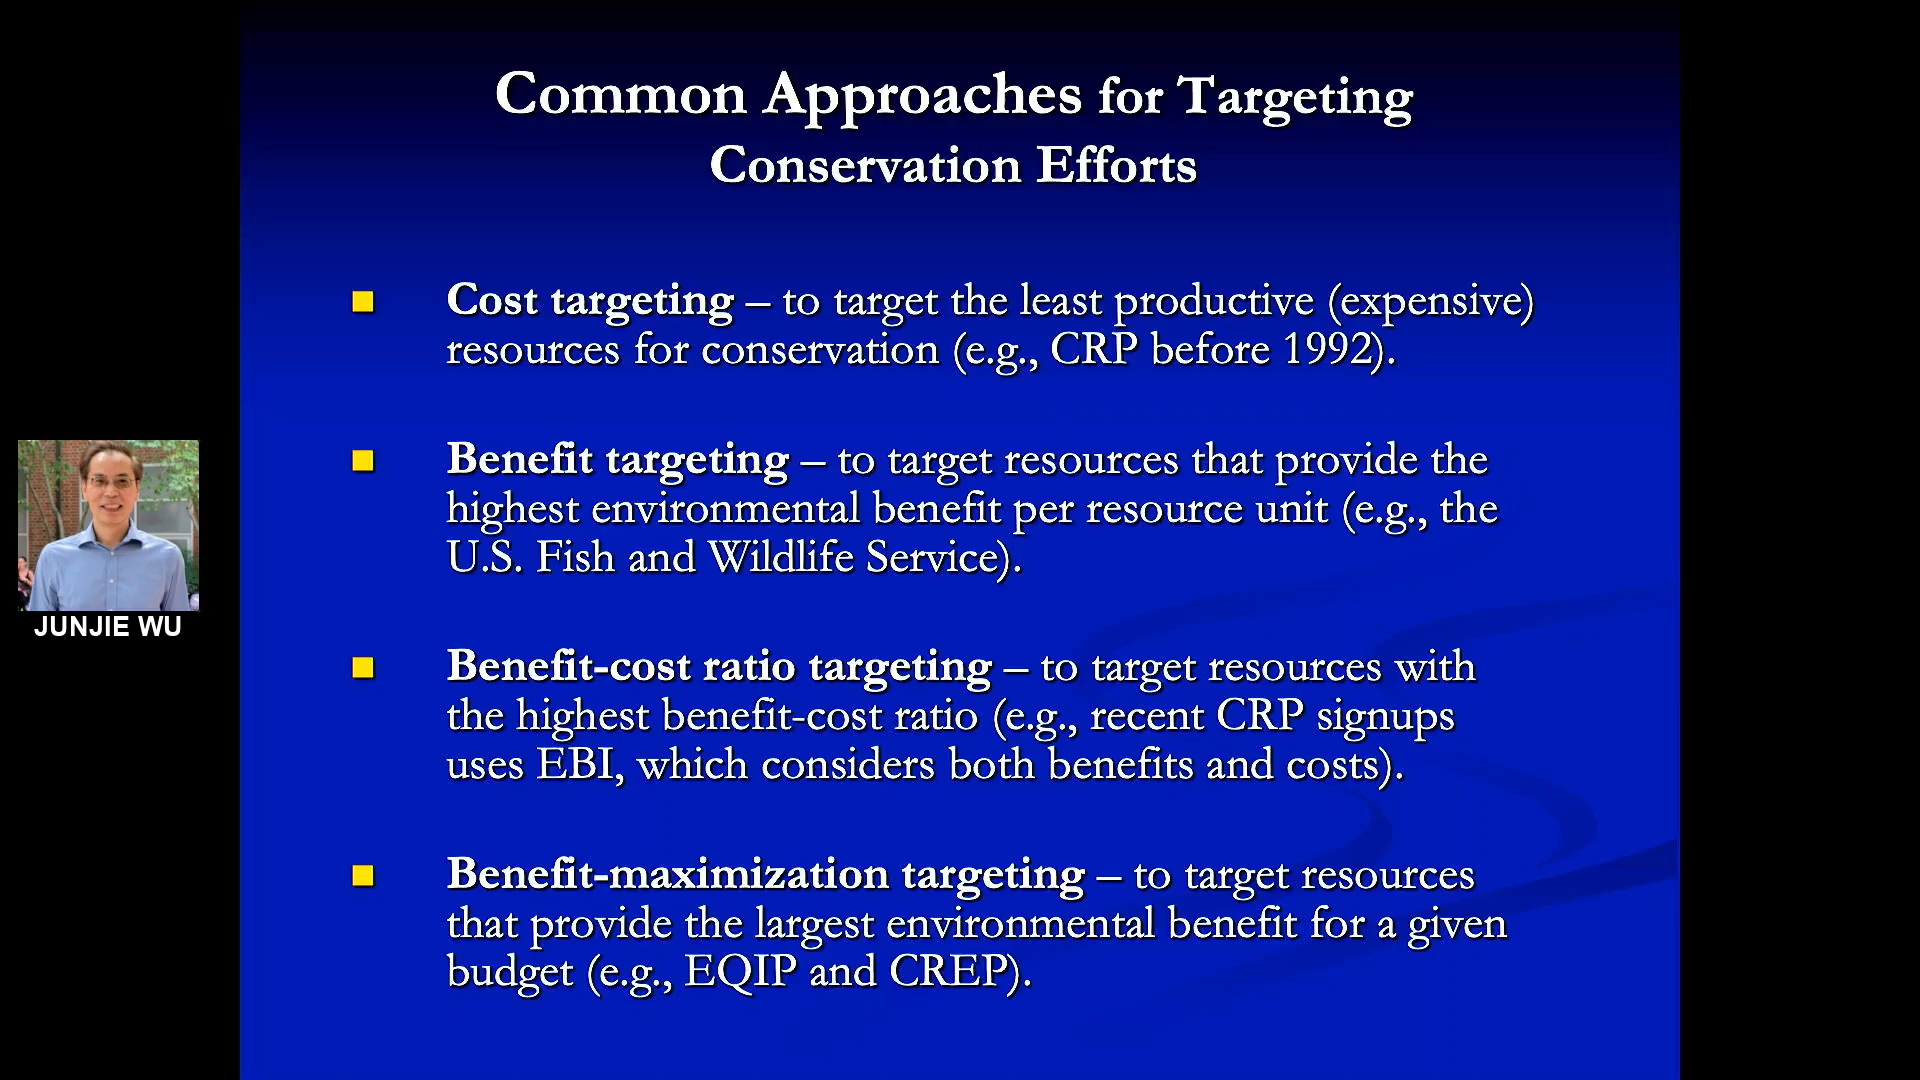 Common Approaches for Targeting
Conservation Efforts
Cost targeting – to target the least productive (expensive)
resources for conservation (e.g., CRP before 1992).
Benefit targeting – to target resources that provide the
highest environmental benefit per resource unit (e.g., the
U.S. Fish and Wildlife Service).
JUNJIE WU
Benefit-cost ratio targeting – to target resources with
the highest benefit-cost ratio (e.g., recent CRP signups
uses EBI, which considers both benefits and costs).
Benefit-maximization targeting – to target resources
that provide the largest environmental benefit for a given
budget (e.g., EQIP and CREP).